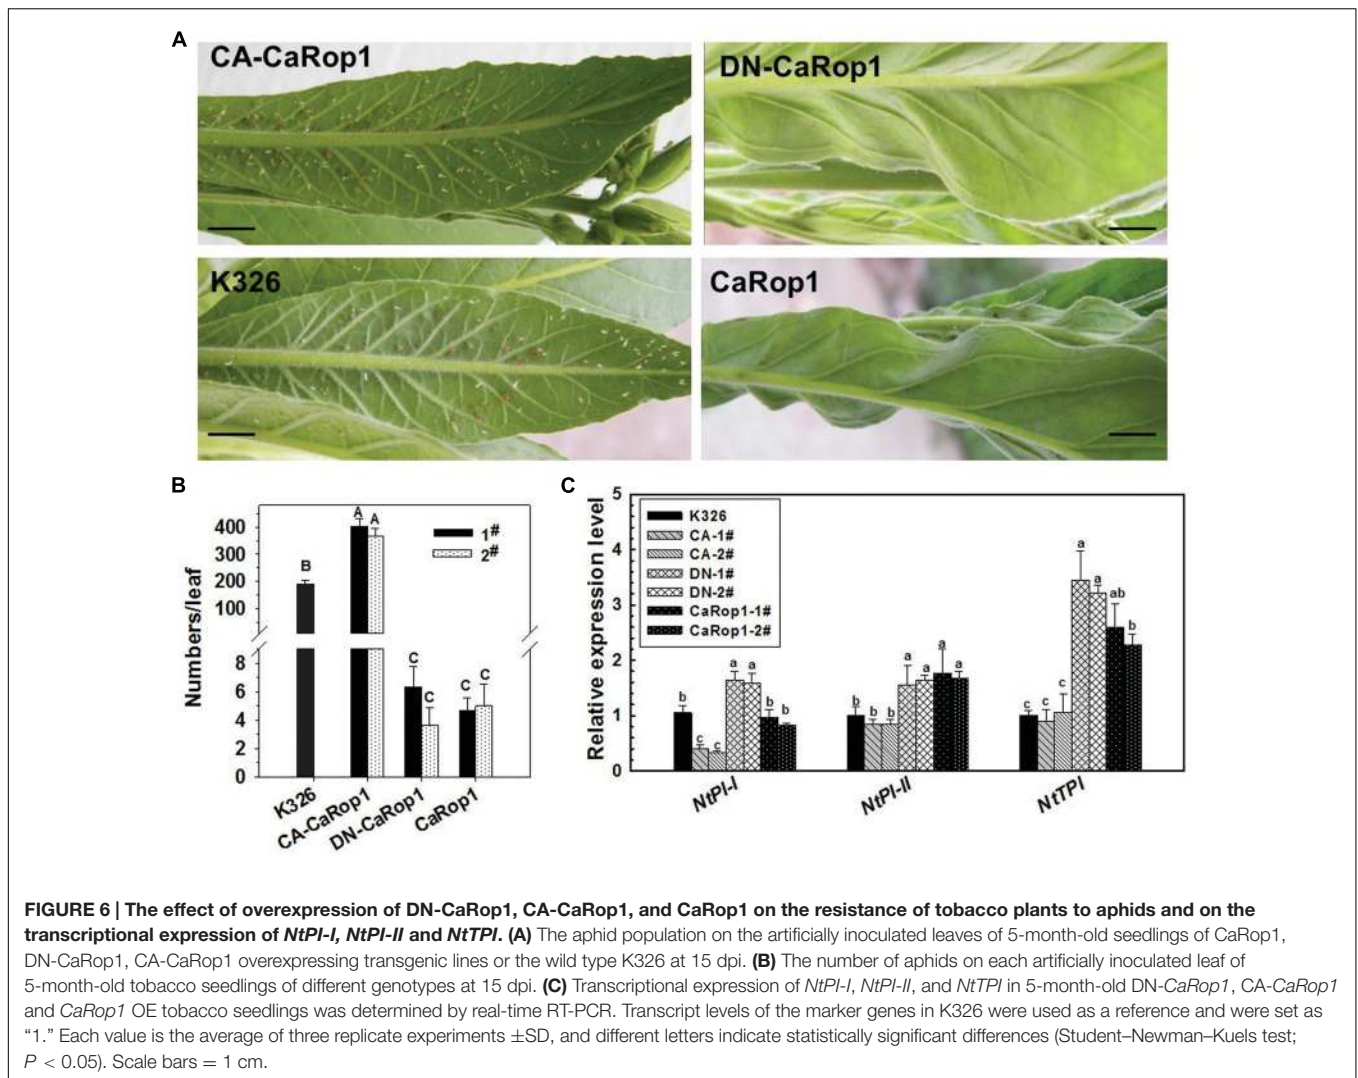 A
CA-CaRop1
DN-CaRop1
K326
CaRop1
B
Numbers/leaf
400
300
200
100
8
6
4
2
0
B
A
A
C
C
C
C
1#
2#
K326
CA-CaRop1
DN-CaRop1
CaRop1
C
Relative expression level
5
4
3
2
1
0
K326
CA-1#
CA-2#
DN-1#
DN-2#
CaRop1-1#
CaRop1-2#
b
c
c
a
a
b
b
b
b
b
a
a
a
a
c
c
c
a
a
ab
b
NtPI-I
NtPI-II
NtTPI
FIGURE 6 | The effect of overexpression of DN-CaRop1, CA-CaRop1, and CaRop1 on the resistance of tobacco plants to aphids and on the
transcriptional expression of NtPI-I, NtPI-II and NtTPI. (A) The aphid population on the artificially inoculated leaves of 5-month-old seedlings of CaRop1,
DN-CaRop1, CA-CaRop1 overexpressing transgenic lines or the wild type K326 at 15 dpi. (B) The number of aphids on each artificially inoculated leaf of
5-month-old tobacco seedlings of different genotypes at 15 dpi. (C) Transcriptional expression of NtPI-I, NtPI-II, and NtTPI in 5-month-old DN-CaRop1, CA-CaRop1
and CaRop1 OE tobacco seedlings was determined by real-time RT-PCR. Transcript levels of the marker genes in K326 were used as a reference and were set as
“1.” Each value is the average of three replicate experiments ±SD, and different letters indicate statistically significant differences (Student–Newman–Kuels test;
P < 0.05). Scale bars = 1 cm.